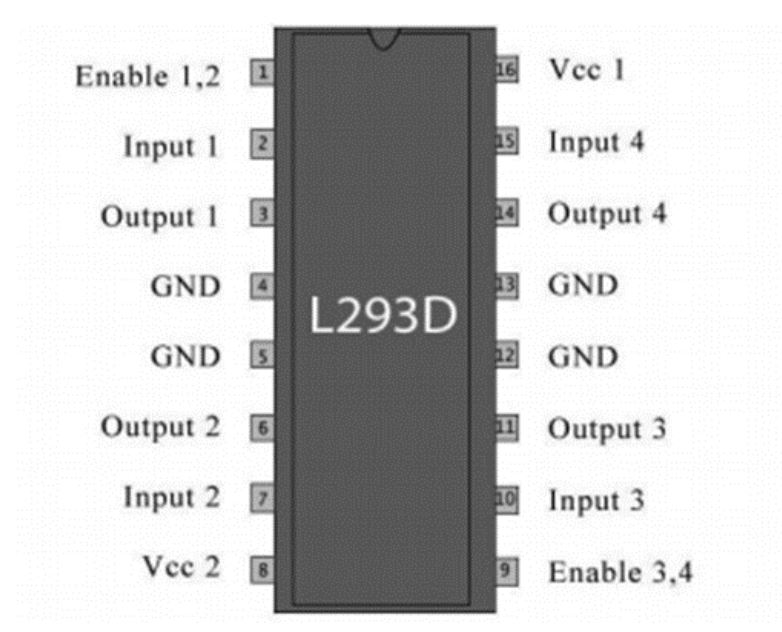 Enable 1,2 1 16 Vcc 1
Input 1 2 15 Input 4
Output 1 3 14 Output 4
GND 4 13 GND
L293D
GND 5 12 GND
Output 2 6 11 Output 3
Input 2 7 10 Input 3
Vcc 2 8 9 Enable 3,4